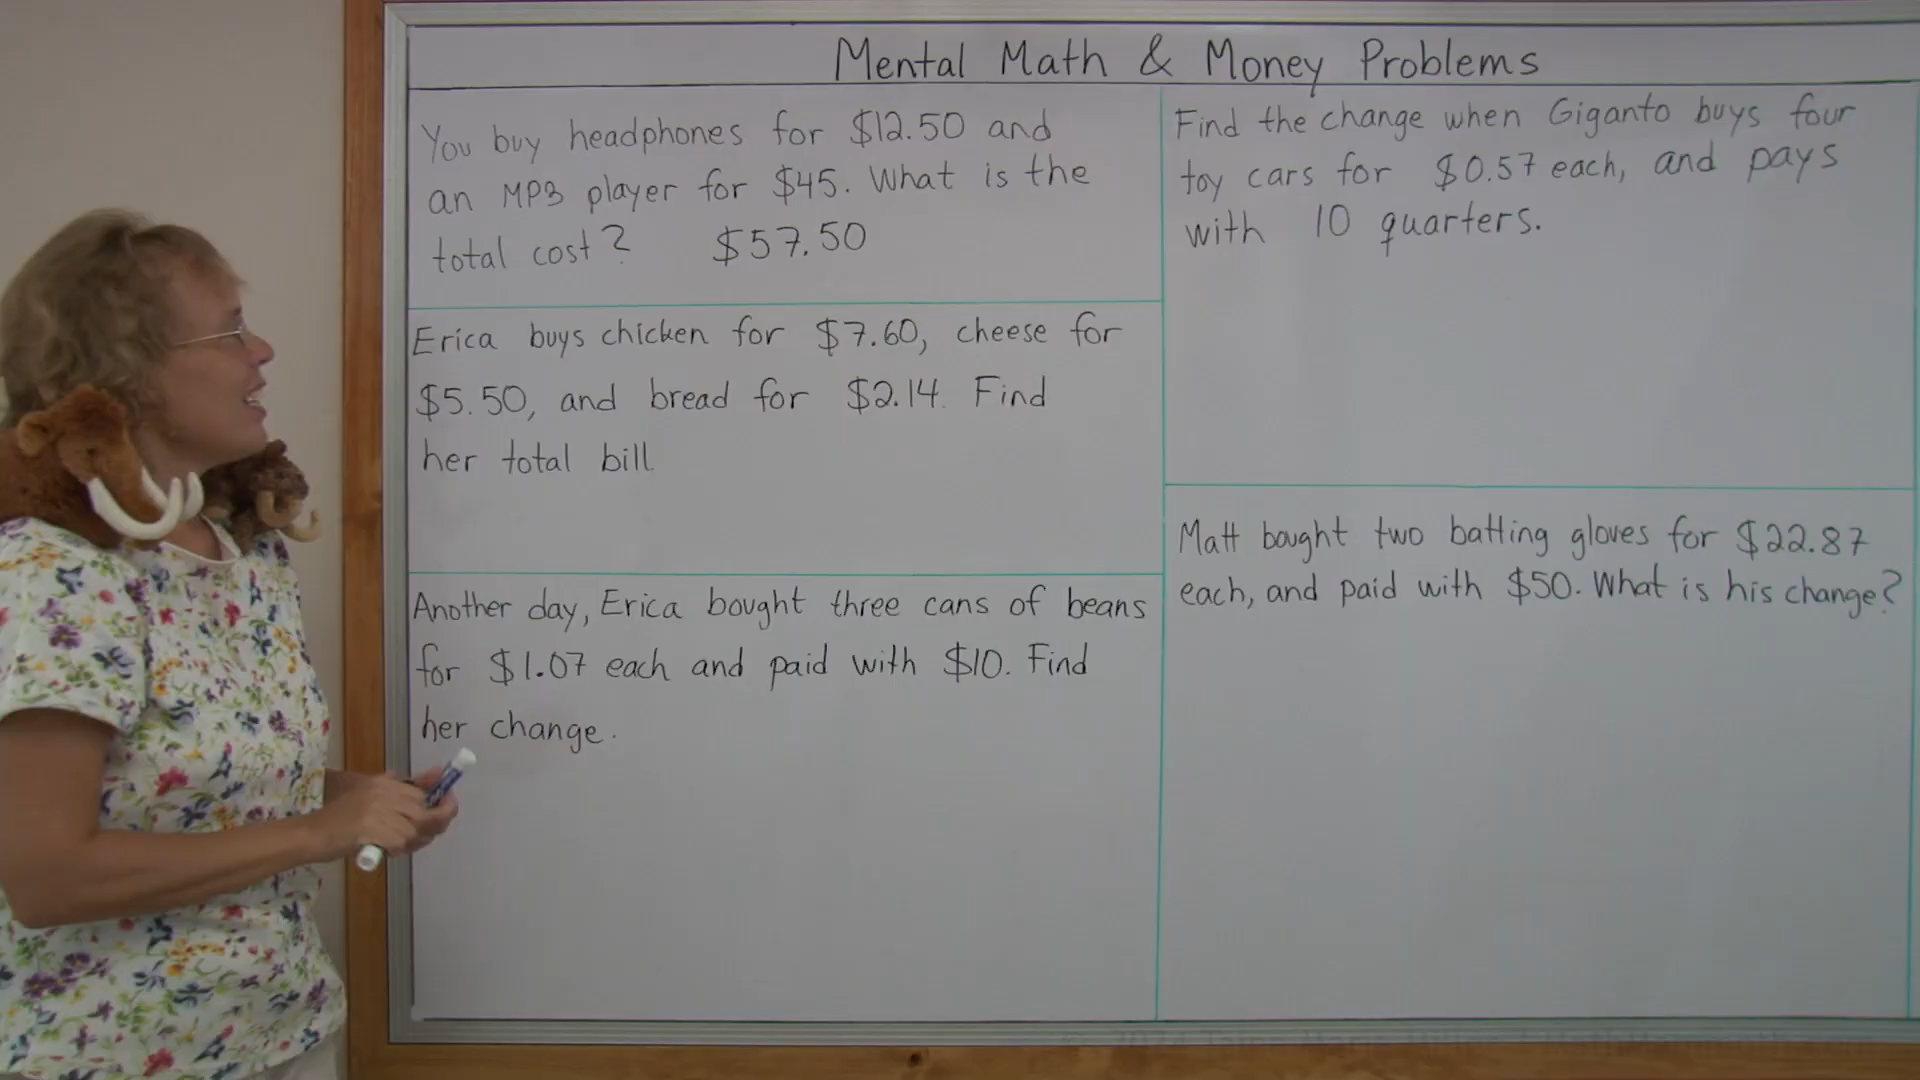 Mental Math & Money Problems
You buy headphones for $12.50 and
an MP3 player for $45. What is the
total cost? $57.50
Erica buys chicken for $7.60, cheese for
$5.50, and bread for $2.14. Find
her total bill.
Another day, Erica bought three cans of beans
for $1.07 each and paid with $10. Find
her change.
Find the change when Giganto buys four
toy cars for $0.57 each, and pays
with 10 quarters.
Matt bought two batting gloves for $22.87
each, and paid with $50. What is his change?